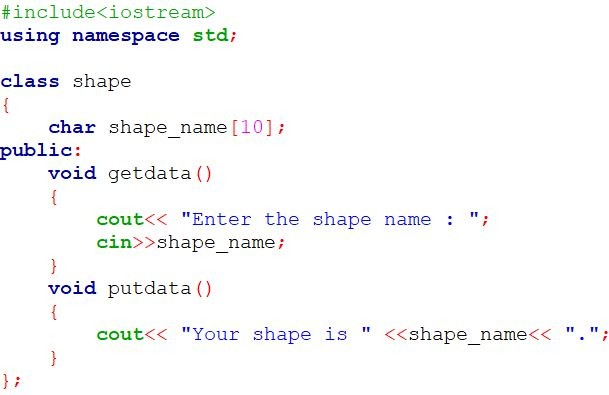 #include<iostream>
using namespace std;
class shape
{
    char shape_name[10];
public:
    void getdata()
    {
        cout<< "Enter the shape name : ";
        cin>>shape_name;
    }
    void putdata()
    {
        cout<< "Your shape is " <<shape_name<< ".";
    }
};